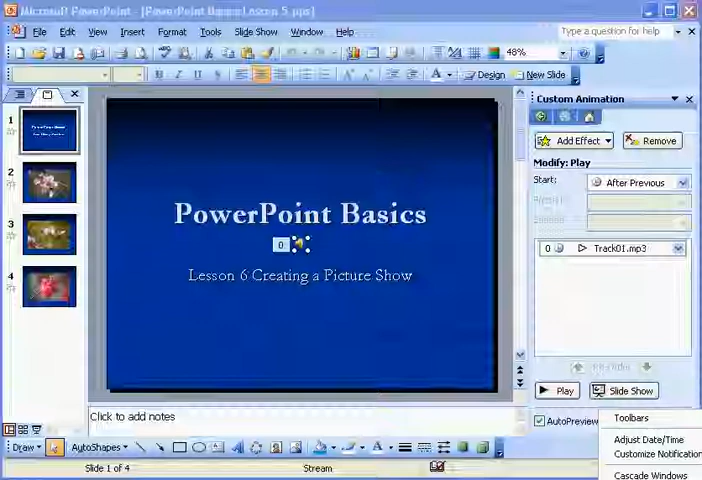 Microsoft PowerPoint - [PowerPoint Basics Lesson 5.pps]
File Edit View Insert Format Tools Slide Show Window Help
Type a question for help
48%
Design New Slide
Custom Animation
Add Effect Remove
Modify: Play
Start: After Previous
1
2
3
4
PowerPoint Basics
0
Lesson 6 Creating a Picture Show
0 Track01.mp3
Play Slide Show
AutoPreview
Click to add notes
Toolbars
Adjust Date/Time
Customize Notification
Cascade Windows
Draw AutoShapes
Slide 1 of 4 Stream